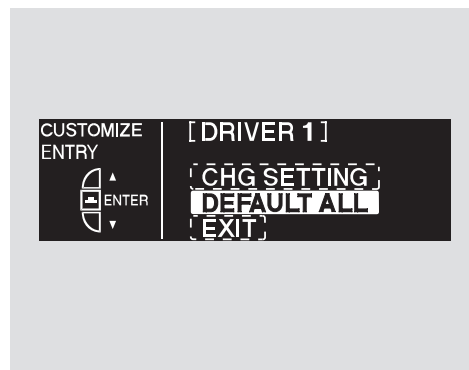 CUSTOMIZE
ENTRY
ENTER
[DRIVER 1]
CHG SETTING
DEFAULT ALL
EXIT